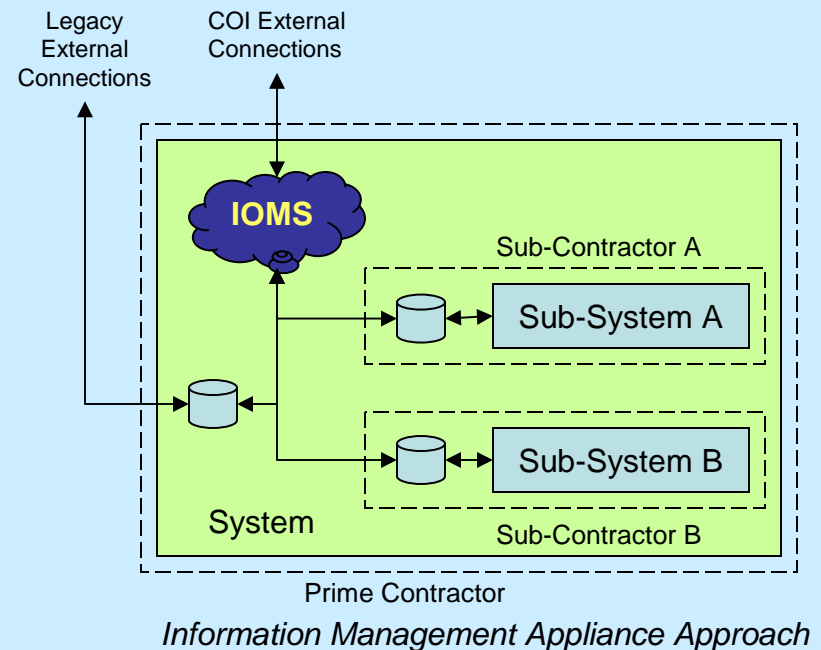 Legacy
External
Connections
COI External
Connections
IOMS
Sub-Contractor A
Sub-System A
Sub-System B
System
Sub-Contractor B
Prime Contractor
Information Management Appliance Approach